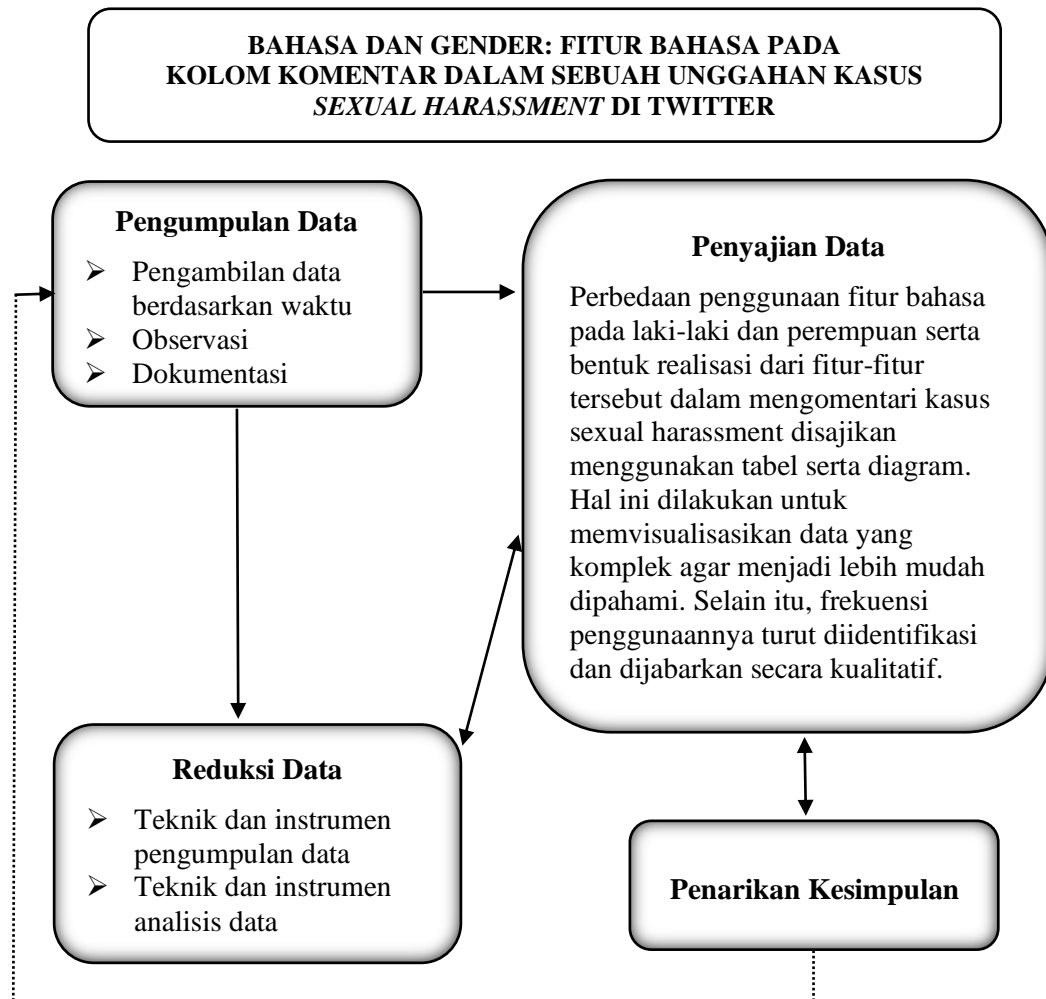 BAHASA DAN GENDER: FITUR BAHASA PADA
KOLOM KOMENTAR DALAM SEBUAH UNGGAHAN KASUS
SEXUAL HARASSMENT DI TWITTER
Pengumpulan Data
➢ Pengambilan data
berdasarkan waktu
➢ Observasi
➢ Dokumentasi
Penyajian Data
Perbedaan penggunaan fitur bahasa
pada laki-laki dan perempuan serta
bentuk realisasi dari fitur-fitur
tersebut dalam mengomentari kasus
sexual harassment disajikan
menggunakan tabel serta diagram.
Hal ini dilakukan untuk
memvisualisasikan data yang
komplek agar menjadi lebih mudah
dipahami. Selain itu, frekuensi
penggunaannya turut diidentifikasi
dan dijabarkan secara kualitatif.
Reduksi Data
➢ Teknik dan instrumen
pengumpulan data
➢ Teknik dan instrumen
analisis data
Penarikan Kesimpulan